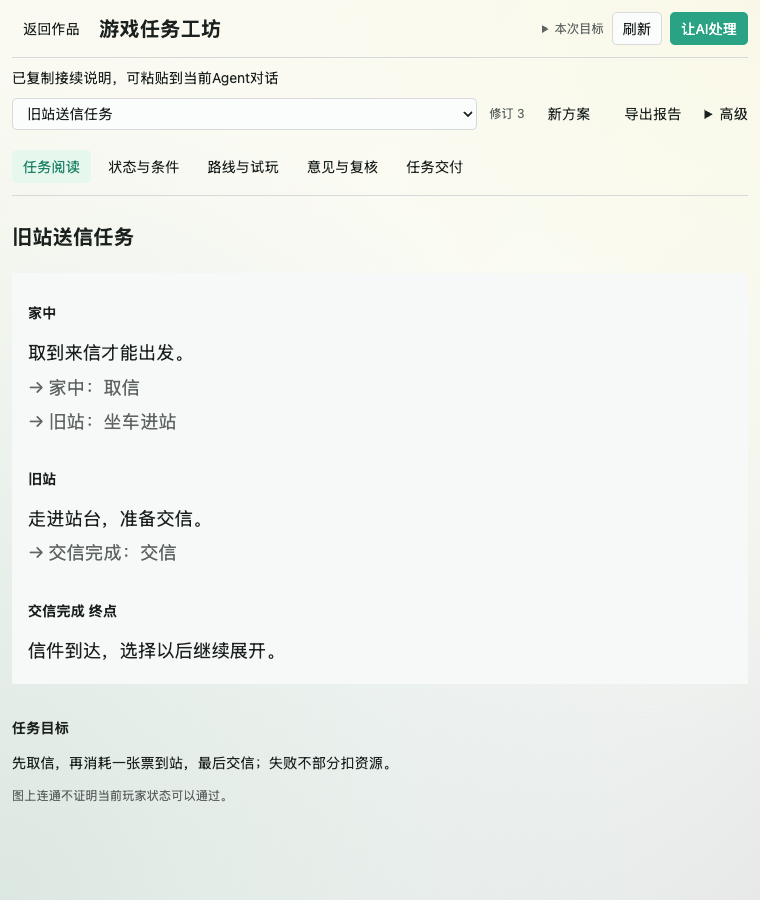 返回作品 游戏任务工坊 ▶ 本次目标 刷新 让AI处理
已复制接续说明，可粘贴到当前Agent对话
旧站送信任务 修订 3 新方案 导出报告 ▶ 高级
任务阅读 状态与条件 路线与试玩 意见与复核 任务交付
旧站送信任务
家中
取到来信才能出发。
→ 家中：取信
→ 旧站：坐车进站
旧站
走进站台，准备交信。
→ 交信完成：交信
交信完成 终点
信件到达，选择以后继续展开。
任务目标
先取信，再消耗一张票到站，最后交信；失败不部分扣资源。
图上连通不证明当前玩家状态可以通过。